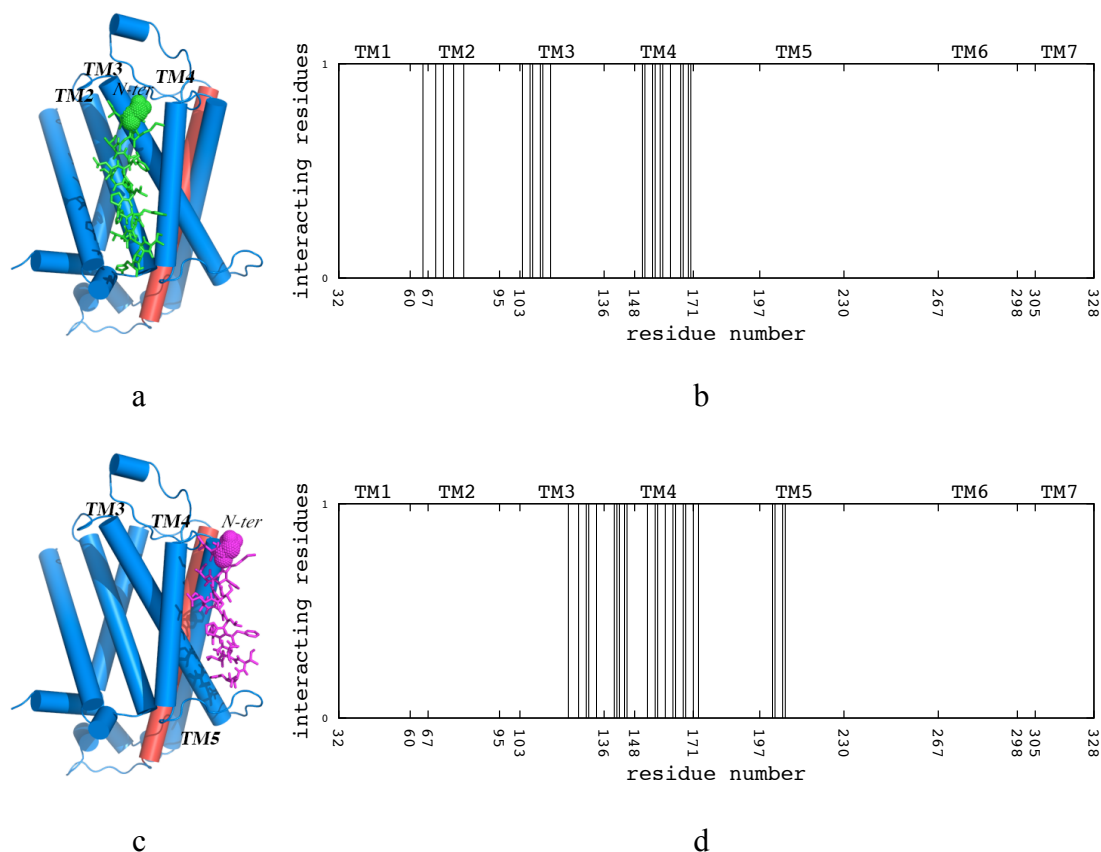 TM3
TM4
N-ter
TM2
a
TM1 TM2 TM3 TM4 TM5 TM6 TM7
1
interacting residues
0
32 60 67 95 103 136 148 171 197 230 267 298 305 328
residue number
b
TM3
TM4
N-ter
TM5
c
TM1 TM2 TM3 TM4 TM5 TM6 TM7
1
interacting residues
0
32 60 67 95 103 136 148 171 197 230 267 298 305 328
residue number
d